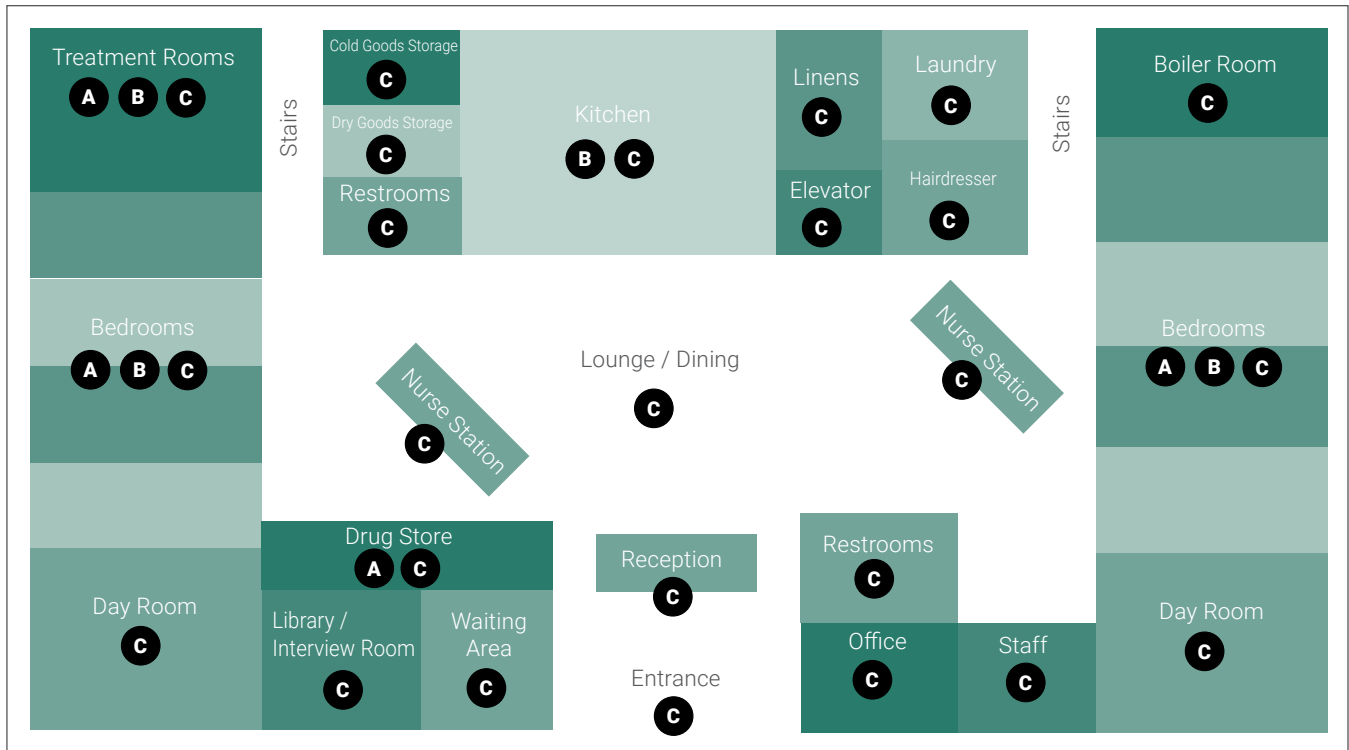 Treatment Rooms
A B C
Stairs
Cold Goods Storage
C
Dry Goods Storage
C
Restrooms
C
Kitchen
B C
Linens
C
Elevator
C
Laundry
C
Hairdresser
C
Stairs
Boiler Room
C
Bedrooms
A B C
Nurse Station
C
Lounge / Dining
C
Nurse Station
C
Bedrooms
A B C
Drug Store
A C
Day Room
C
Library /
Interview Room
C
Waiting
Area
C
Reception
C
Entrance
C
Restrooms
C
Office
C
Staff
C
Day Room
C